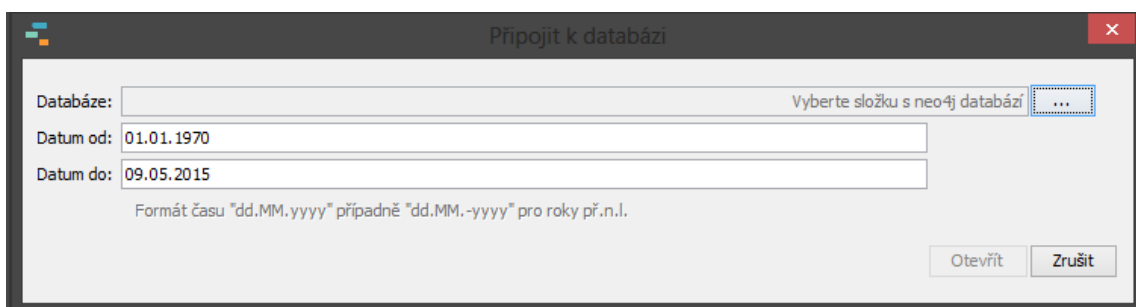 Připojit k databázi
Databáze: Vyberte složku s neo4j databází ...
Datum od: 01.01.1970
Datum do: 09.05.2015
Formát času "dd.MM.yyyy" případně "dd.MM.-yyyy" pro roky př.n.l.
Otevřít Zrušit